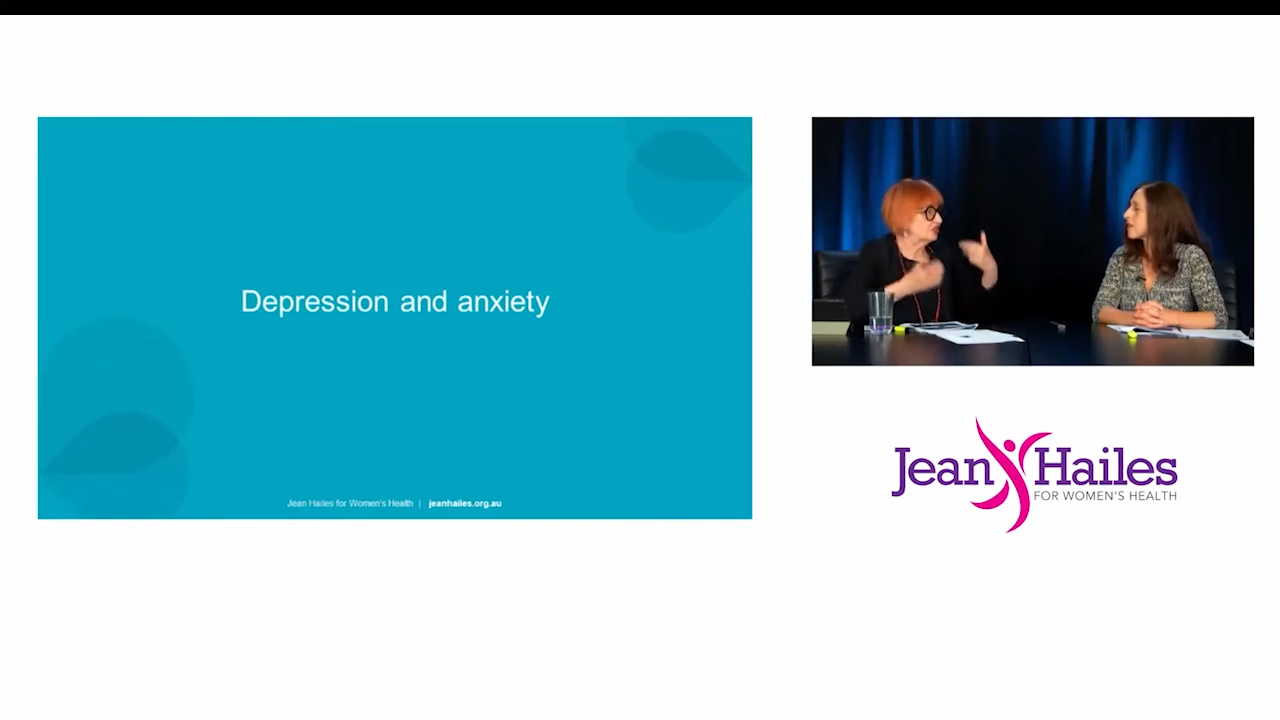 Depression and anxiety
Jean Hailes for Women's Health | jeanhailes.org.au
Jean Hailes
FOR WOMEN'S HEALTH